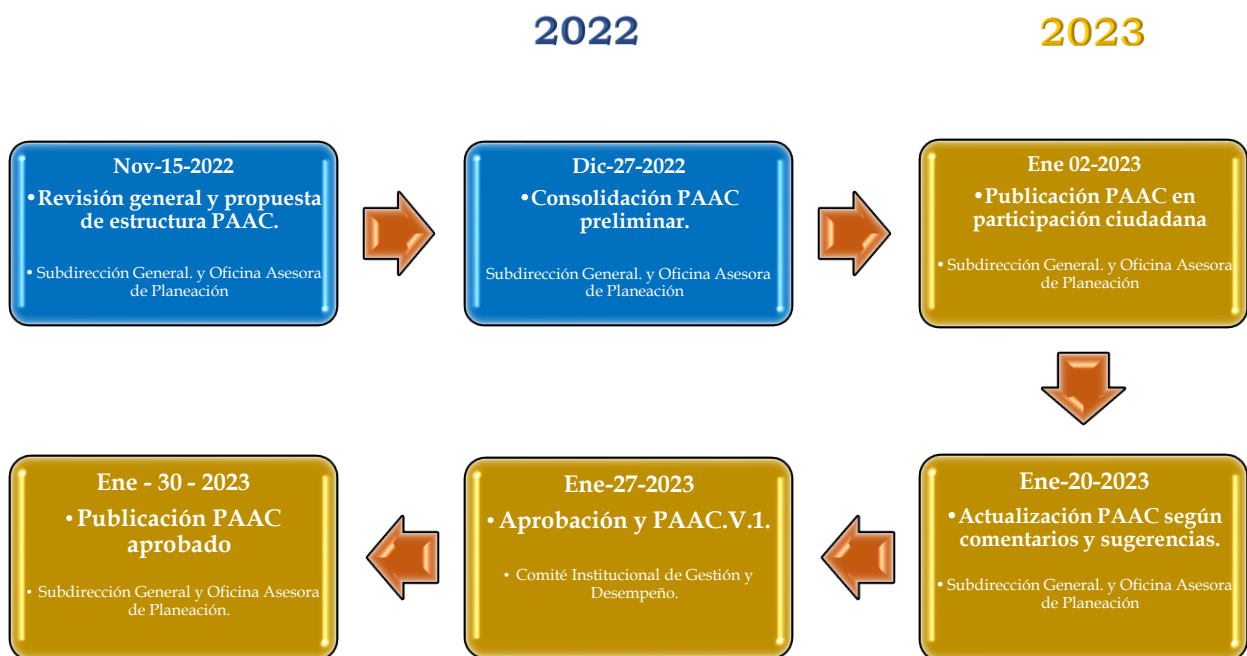 2022
2023
Nov-15-2022
•Revisión general y propuesta
de estructura PAAC.
• Subdirección General. y Oficina Asesora
de Planeación
Dic-27-2022
•Consolidación PAAC
preliminar.
Subdirección General. y Oficina Asesora
de Planeación
Ene 02-2023
•Publicación PAAC en
participación ciudadana
• Subdirección General. y Oficina Asesora
de Planeación
Ene-20-2023
•Actualización PAAC según
comentarios y sugerencias.
• Subdirección General. y Oficina Asesora
de Planeación
Ene-27-2023
• Aprobación y PAAC.V.1.
• Comité Institucional de Gestión y
Desempeño.
Ene - 30 - 2023
•Publicación PAAC
aprobado
• Subdirección General y Oficina Asesora
de Planeación.